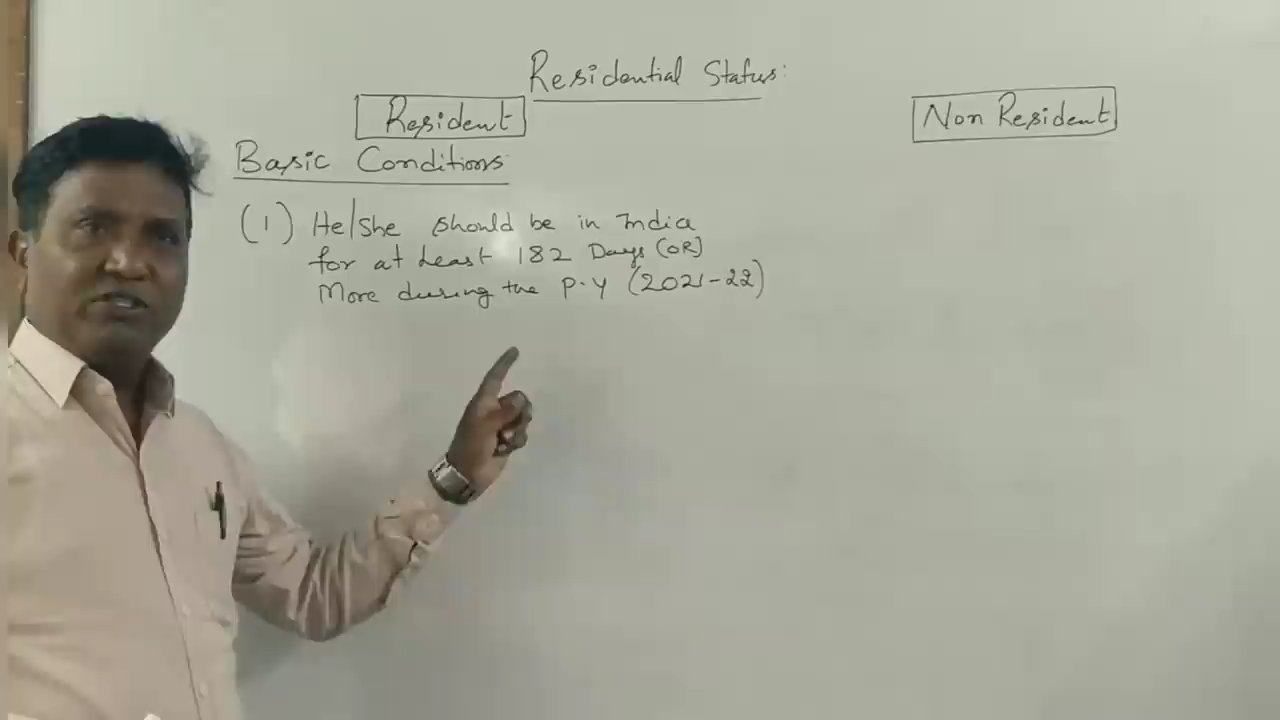 Residential Status:
Resident
Non Resident
Basic Conditions
(1) He/She should be in India
for at Least 182 Days (OR)
More during the P.Y (2021-22)